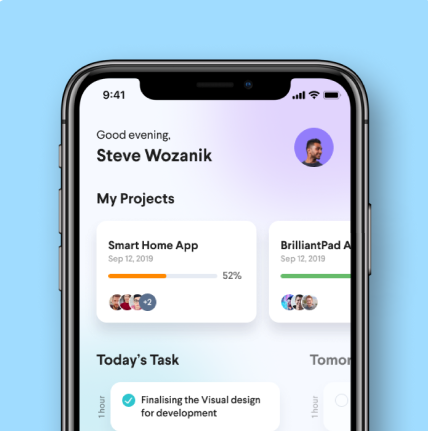 9:41
Good evening,
Steve Wozanik
My Projects
Smart Home App
Sep 12, 2019
52%
+2
BrilliantPad A
Sep 12, 2019
Today's Task
Tomor
1 hour
Finalising the Visual design
for development
1 hour